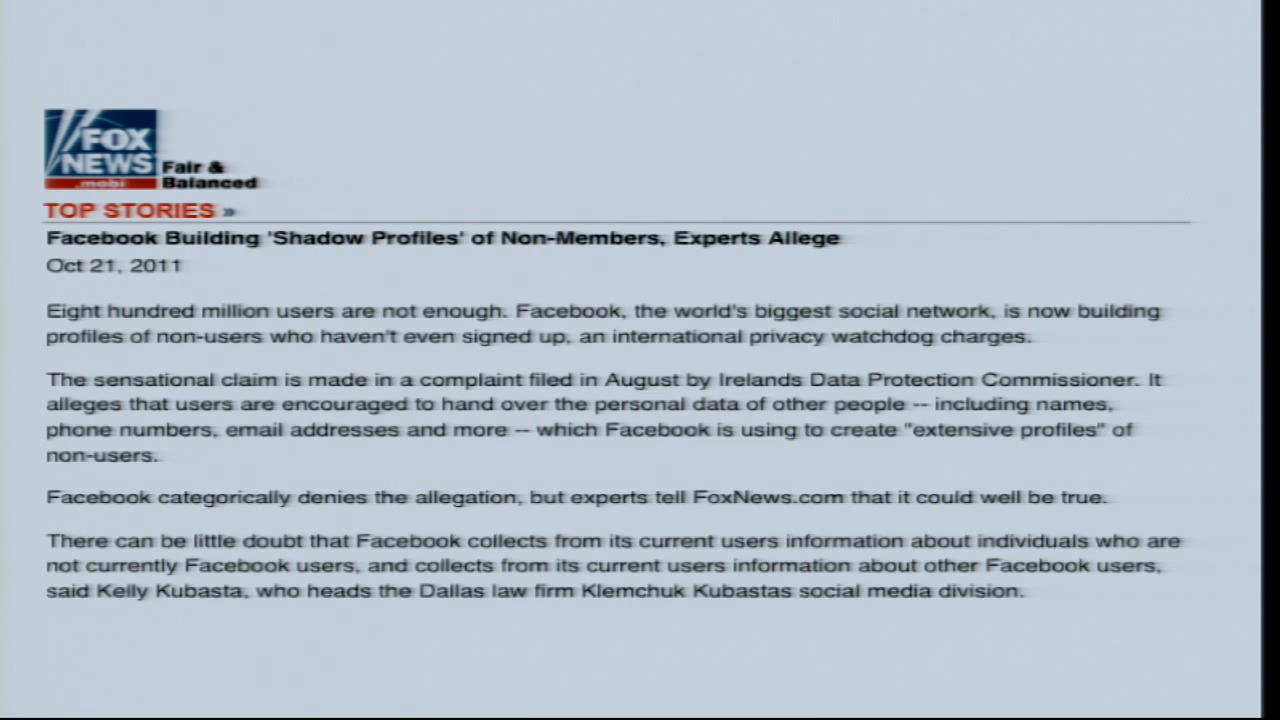 FOX
NEWS
.mobi
Fair &
Balanced
TOP STORIES »
Facebook Building 'Shadow Profiles' of Non-Members, Experts Allege
Oct 21, 2011
Eight hundred million users are not enough. Facebook, the world's biggest social network, is now building
profiles of non-users who haven't even signed up, an international privacy watchdog charges.
The sensational claim is made in a complaint filed in August by Irelands Data Protection Commissioner. It
alleges that users are encouraged to hand over the personal data of other people -- including names,
phone numbers, email addresses and more -- which Facebook is using to create "extensive profiles" of
non-users.
Facebook categorically denies the allegation, but experts tell FoxNews.com that it could well be true.
There can be little doubt that Facebook collects from its current users information about individuals who are
not currently Facebook users, and collects from its current users information about other Facebook users,
said Kelly Kubasta, who heads the Dallas law firm Klemchuk Kubastas social media division.